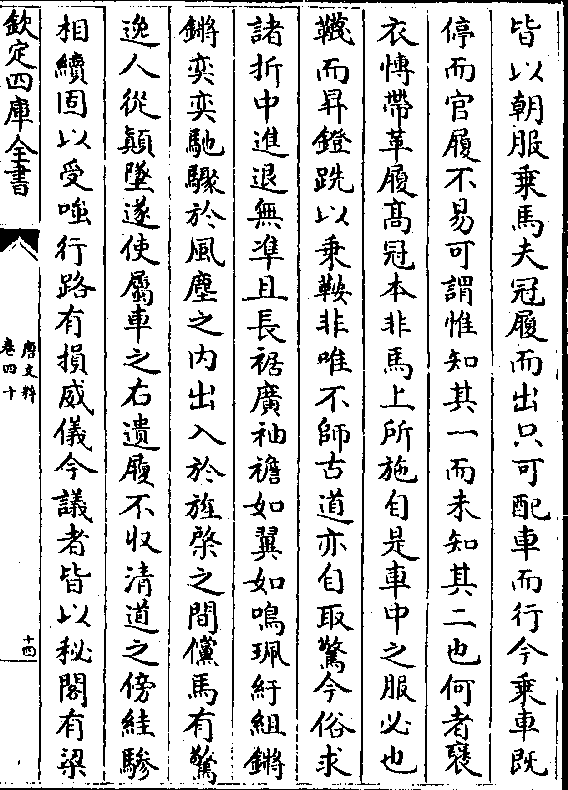 皆以朝服乘馬夫冠履而出只可配車而行今乘車既
停而官履不易可謂惟知其一而未知其二也何者褒
衣博帶革履髙冠本非馬上所施自是車中之服必也
韈而昇鐙跣以乘鞍非唯不師古道亦自取驚今俗求
諸折中進退無凖且長裾廣袖襜如翼如鳴珮紆組鏘
鏘奕奕馳驟於風塵之内出入於旌棨之間儻馬有驚
逸人從顛墜遂使屬車之右遺履不收清道之傍絓驂
相續固以受嗤行路有損威儀今議者皆以秘閣有梁
欽定四庫全書
唐文粹
卷四十
十四